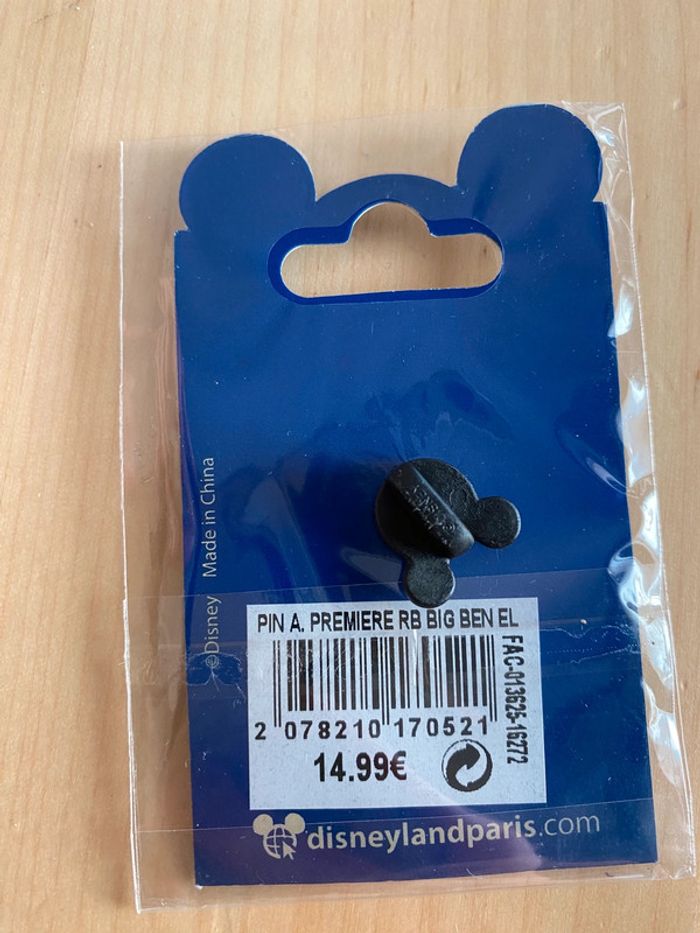 ©Disney Made in China
PIN A. PREMIERE RB BIG BEN EL
FAC-013625-16272
2 078210 170521
14.99€
disneylandparis.com